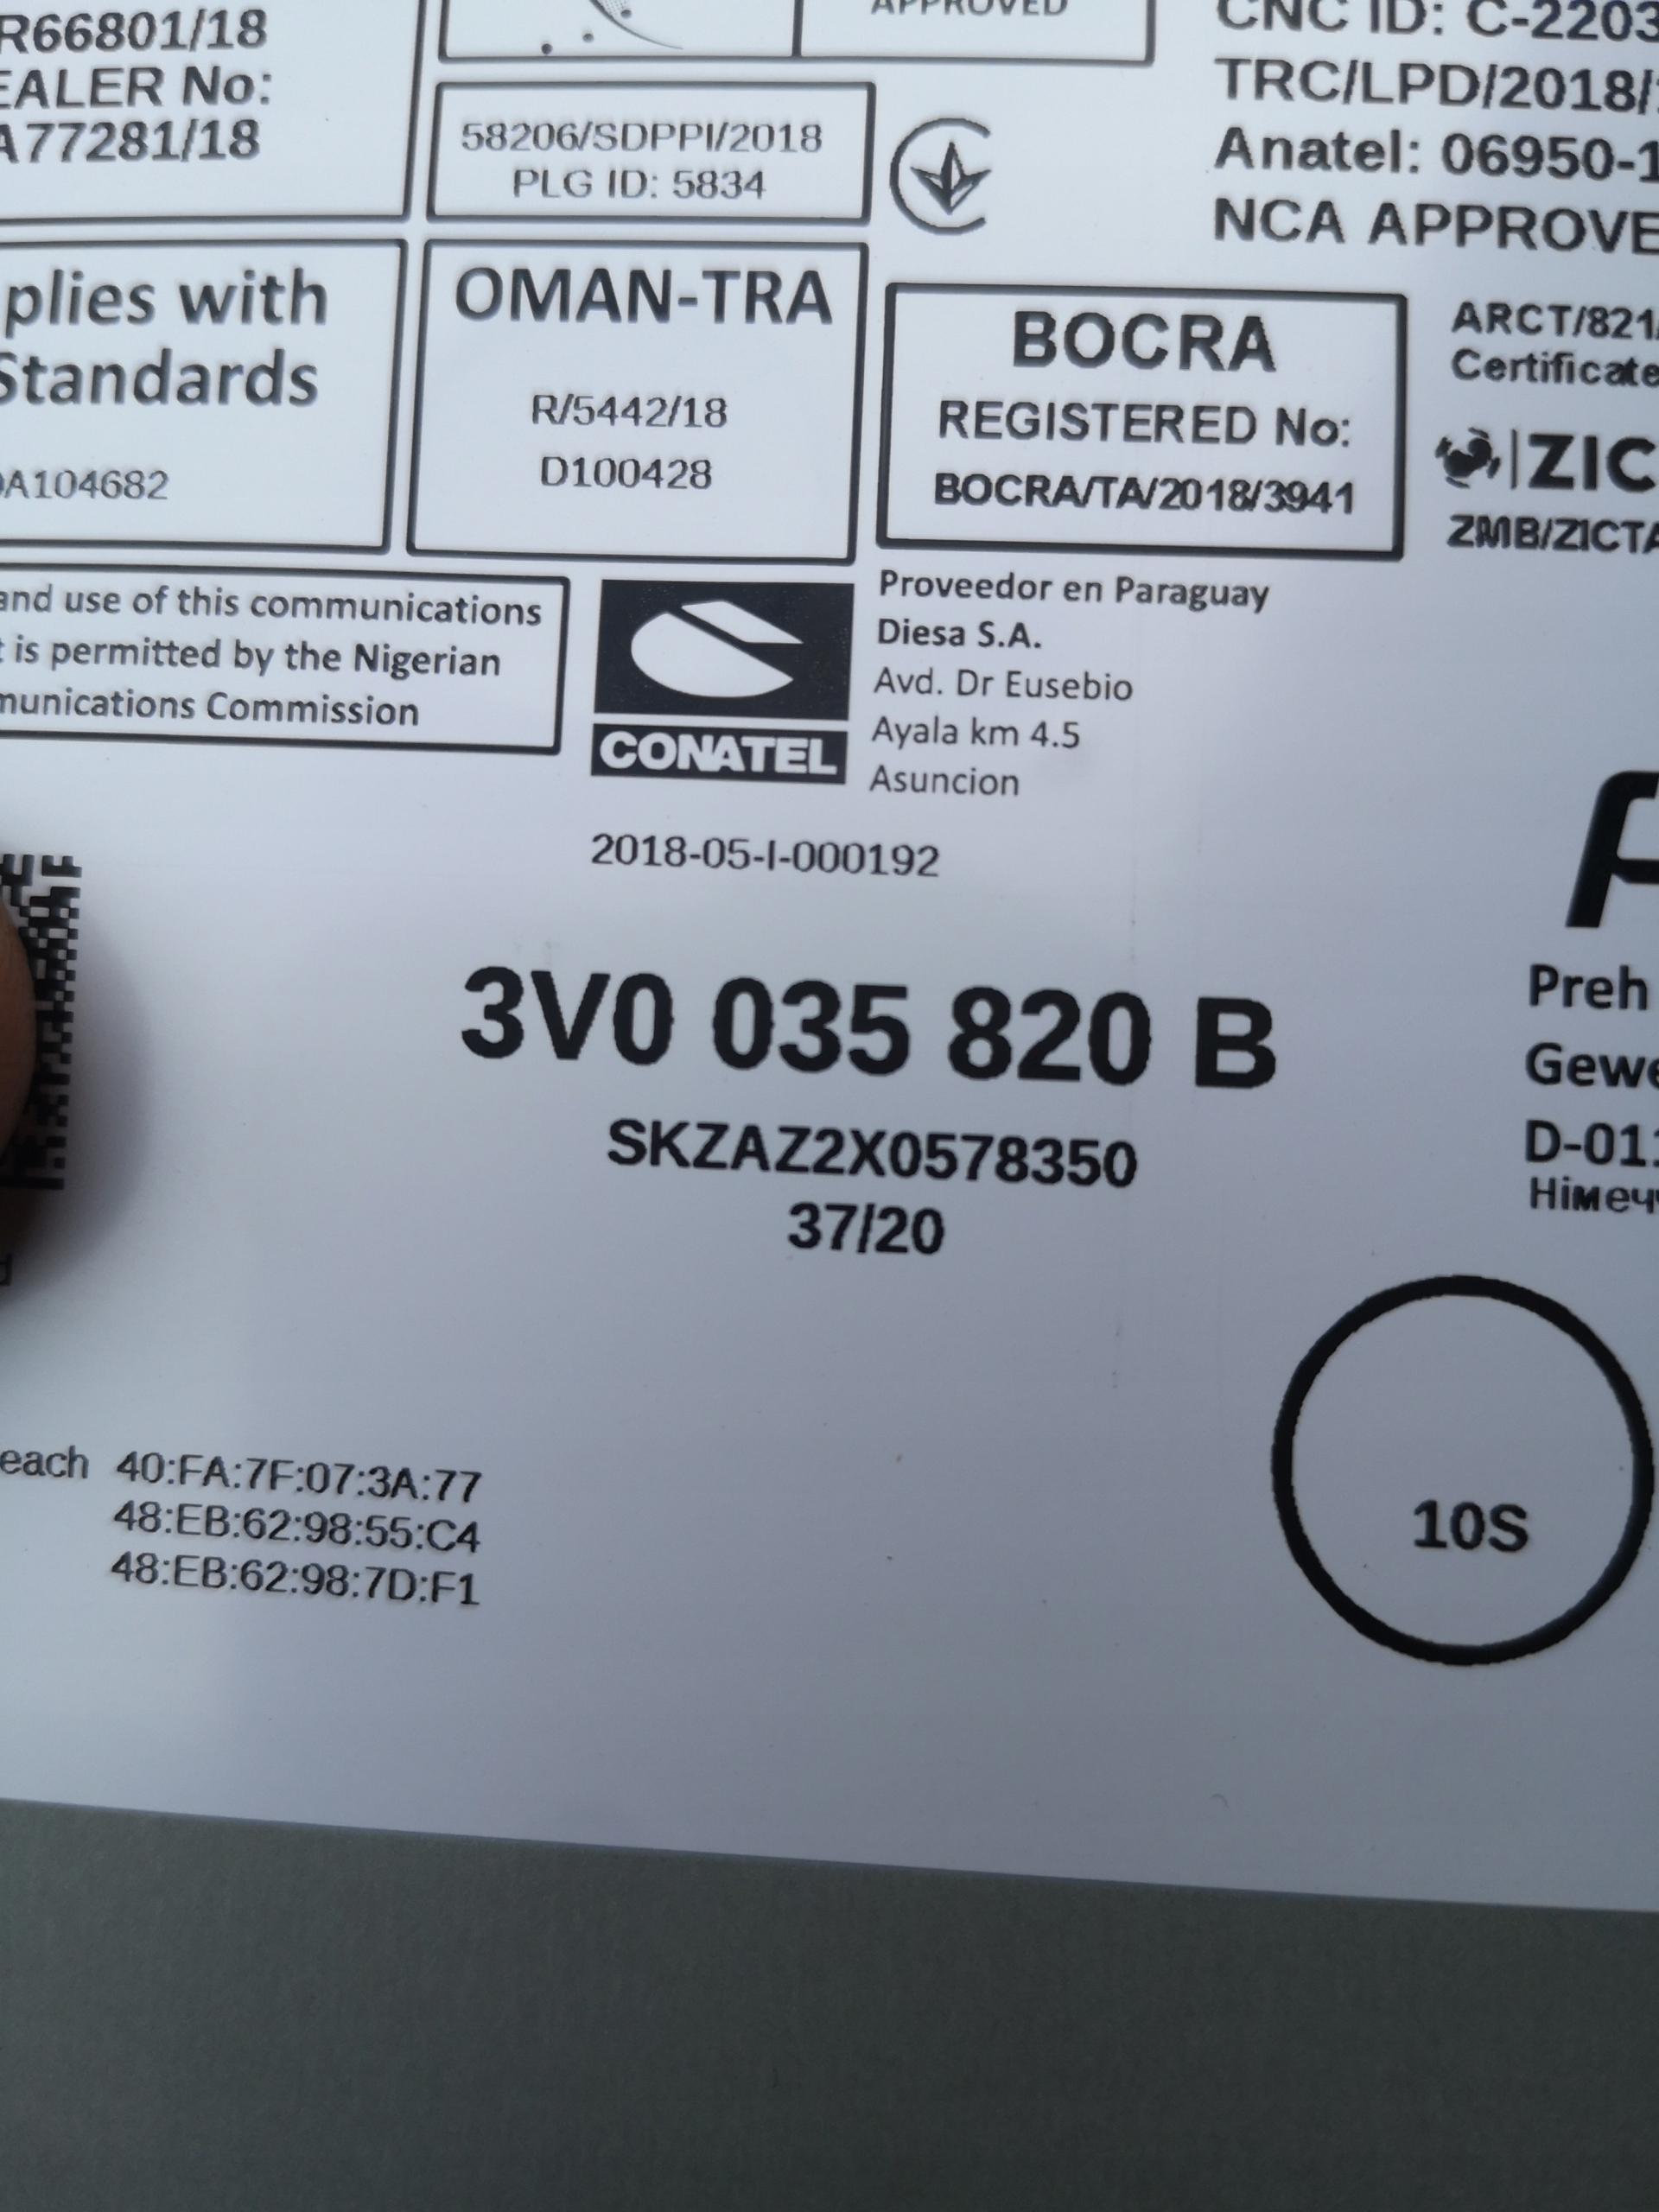 R66801/18
EALER No:
A77281/18
APPROVED
58206/SDPPI/2018
PLG ID: 5834
CNC ID: C-2203
TRC/LPD/2018/
Anatel: 06950-1
NCA APPROVE
plies with
Standards
DA104682
OMAN-TRA
R/5442/18
D100428
BOCRA
REGISTERED No:
BOCRA/TA/2018/3941
ARCT/821
Certificate
ZIC
ZMB/ZICTA
and use of this communications
t is permitted by the Nigerian
munications Commission
CONATEL
Proveedor en Paraguay
Diesa S.A.
Avd. Dr Eusebio
Ayala km 4.5
Asuncion
2018-05-I-000192
3V0 035 820 B
SKZAZ2X0578350
37/20
Preh
Gewe
D-011
Німеч
10S
each 40:FA:7F:07:3A:77
48:EB:62:98:55:C4
48:EB:62:98:7D:F1